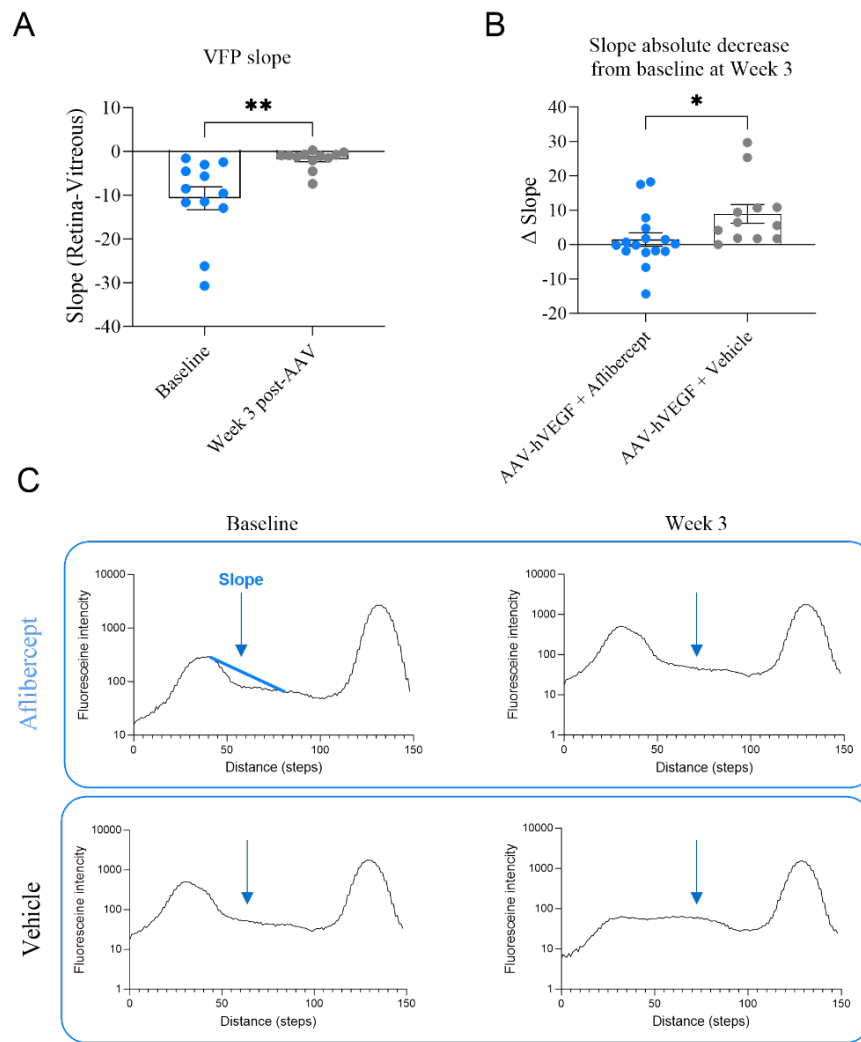 A
VFP slope
**
10
0
-10
-20
-30
-40
Slope (Retina-Vitreous)
Baseline
Week 3 post-AAV
B
Slope absolute decrease
from baseline at Week 3
*
40
30
20
10
0
-10
-20
Δ Slope
AAV-hVEGF + Aflibercept
AAV-hVEGF + Vehicle
C
Baseline
Week 3
Aflibercept
Slope
Fluoresceine intencity
10000
1000
100
10
0
50
100
150
Distance (steps)
Fluoresceine intencity
10000
1000
100
10
1
0
50
100
150
Distance (steps)
Vehicle
Fluoresceine intencity
10000
1000
100
10
1
0
50
100
150
Distance (steps)
Fluoresceine intencity
10000
1000
100
10
1
0
50
100
150
Distance (steps)